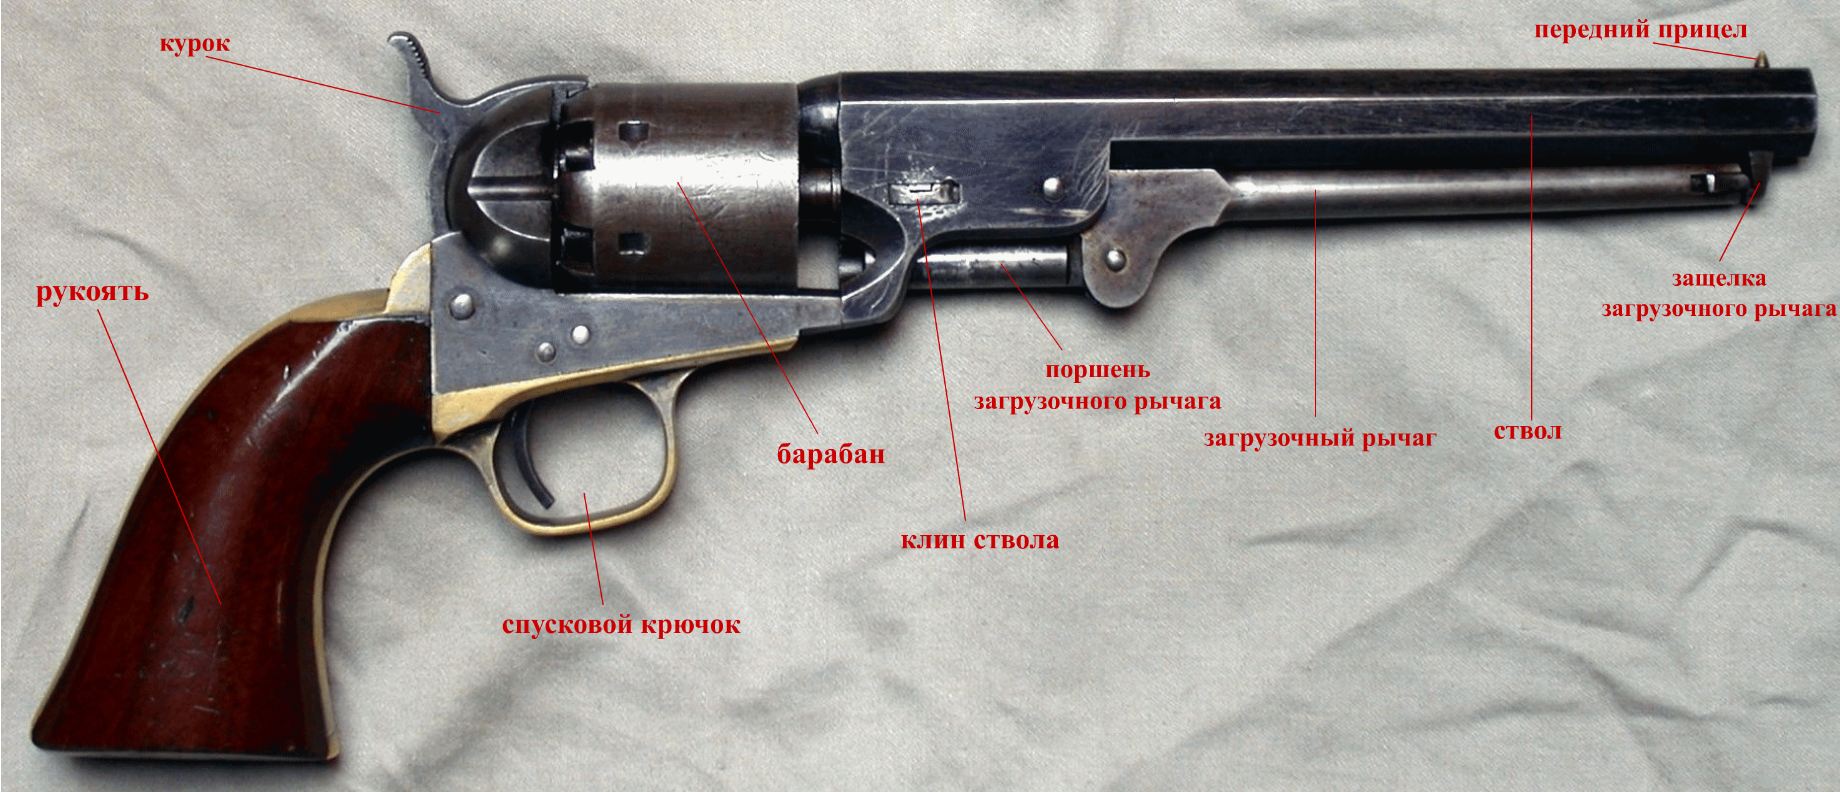 передний прицел
курок
защелка
загрузочного рычага
рукоять
поршень
загрузочного рычага
загрузочный рычаг
ствол
барабан
клин ствола
спусковой крючок